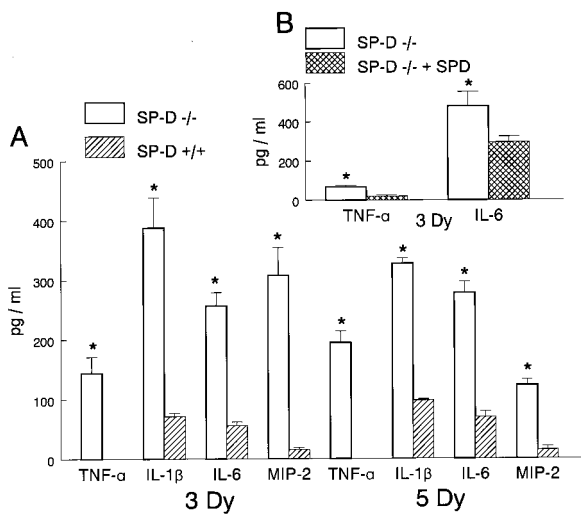 B
SP-D -/-
SP-D -/- + SPD
600
400
200
0
pg / ml
TNF-α
3 Dy
IL-6
*
*
A
SP-D -/-
SP-D +/+
500
400
300
200
100
0
pg / ml
*
*
*
*
*
*
*
*
TNF-α IL-1β IL-6 MIP-2 TNF-α IL-1β IL-6 MIP-2
3 Dy 5 Dy